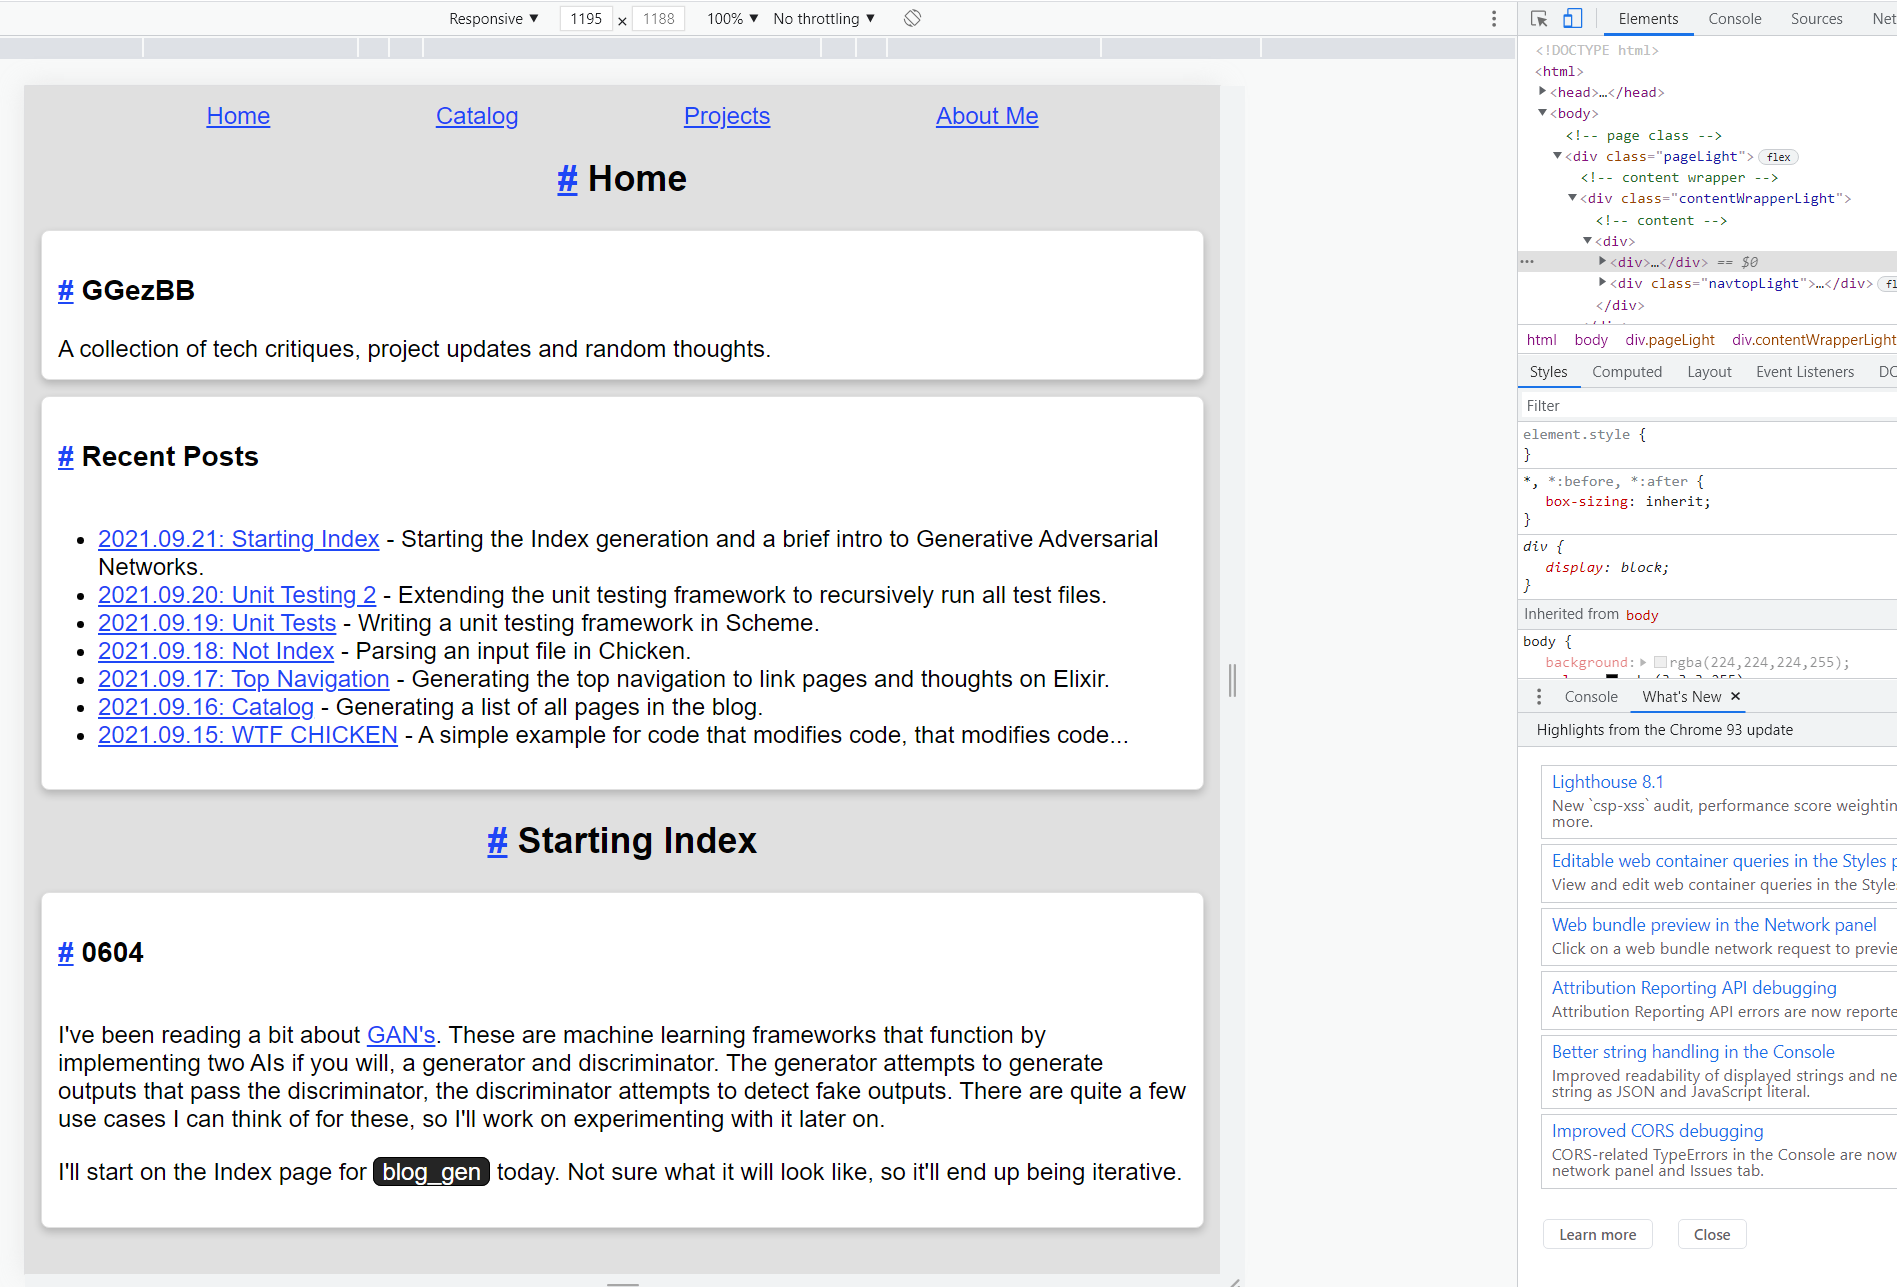 Responsive ▼ 1195 × 1188 100% ▼ No throttling ▼
Home Catalog Projects About Me
# Home
# GGezBB
A collection of tech critiques, project updates and random thoughts.
# Recent Posts
• 2021.09.21: Starting Index - Starting the Index generation and a brief intro to Generative Adversarial
Networks.
• 2021.09.20: Unit Testing 2 - Extending the unit testing framework to recursively run all test files.
• 2021.09.19: Unit Tests - Writing a unit testing framework in Scheme.
• 2021.09.18: Not Index - Parsing an input file in Chicken.
• 2021.09.17: Top Navigation - Generating the top navigation to link pages and thoughts on Elixir.
• 2021.09.16: Catalog - Generating a list of all pages in the blog.
• 2021.09.15: WTF CHICKEN - A simple example for code that modifies code, that modifies code...
# Starting Index
# 0604
I've been reading a bit about GAN's. These are machine learning frameworks that function by
implementing two AIs if you will, a generator and discriminator. The generator attempts to generate
outputs that pass the discriminator, the discriminator attempts to detect fake outputs. There are quite a few
use cases I can think of for these, so I'll work on experimenting with it later on.
I'll start on the Index page for blog_gen today. Not sure what it will look like, so it'll end up being iterative.
Elements Console Sources Net
<!DOCTYPE html>
<html>
<head>…</head>
<body>
<!-- page class -->
<div class="pageLight"> flex
<!-- content wrapper -->
<div class="contentWrapperLight">
<!-- content -->
<div>
<div>…</div> == $0
<div class="navtopLight">…</div> fl
</div>
html body div.pageLight div.contentWrapperLight
Styles Computed Layout Event Listeners DO
Filter
element.style {
}
*, *:before, *:after {
box-sizing: inherit;
}
div {
display: block;
}
Inherited from body
body {
background: rgba(224,224,224,255);
Console What's New ×
Highlights from the Chrome 93 update
Lighthouse 8.1
New `csp-xss` audit, performance score weightin
more.
Editable web container queries in the Styles p
View and edit web container queries in the Style
Web bundle preview in the Network panel
Click on a web bundle network request to previe
Attribution Reporting API debugging
Attribution Reporting API errors are now reporte
Better string handling in the Console
Improved readability of displayed strings and ne
string as JSON and JavaScript literal.
Improved CORS debugging
CORS-related TypeErrors in the Console are now
network panel and Issues tab.
Learn more Close